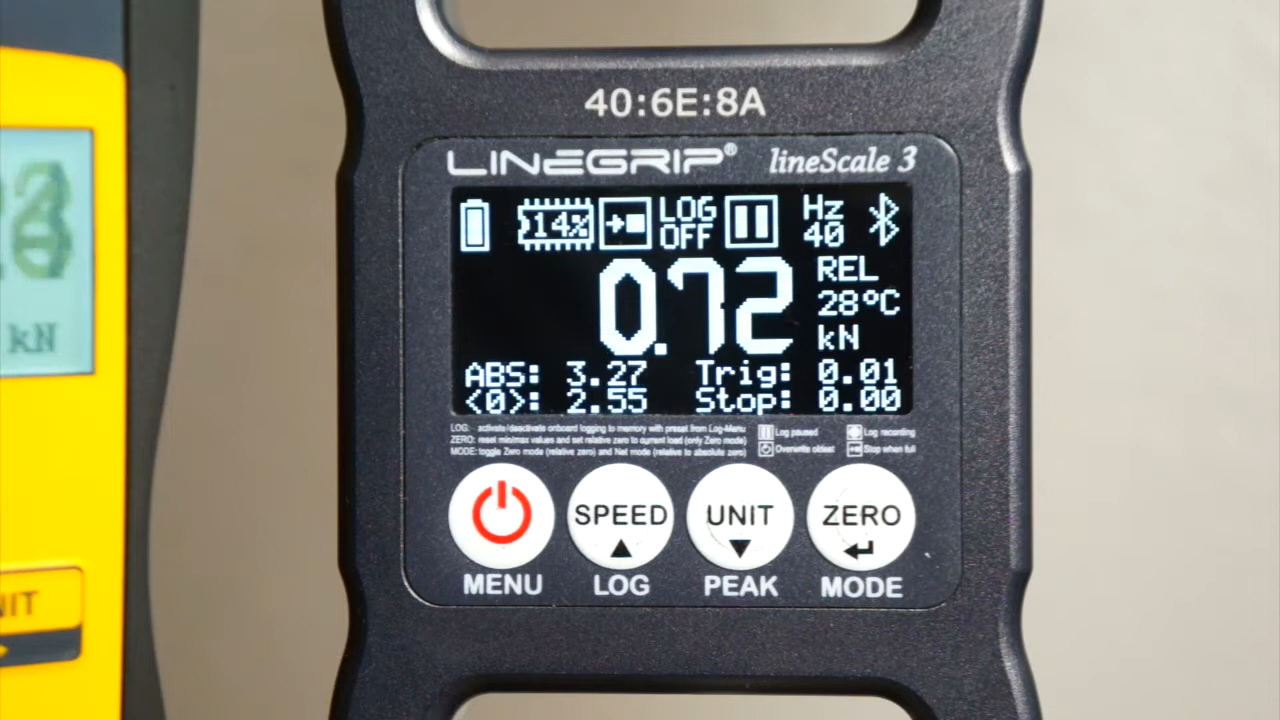 40:6E:8A
LINEGRIP® lineScale 3
14% LOG OFF Hz 40
0.72
REL
28°C
kN
ABS: 3.27 Trig: 0.01
<0>: 2.55 Stop: 0.00
LOG: activate/deactivate onboard logging to memory with preset from Log-Menu
ZERO: reset min/max values and set relative zero to current load (only Zero mode)
MODE: toggle Zero mode (relative zero) and Net mode (relative to absolute zero)
Log paused Log recording
Overwrite oldest Stop when full
SPEED UNIT ZERO
MENU LOG PEAK MODE
kN